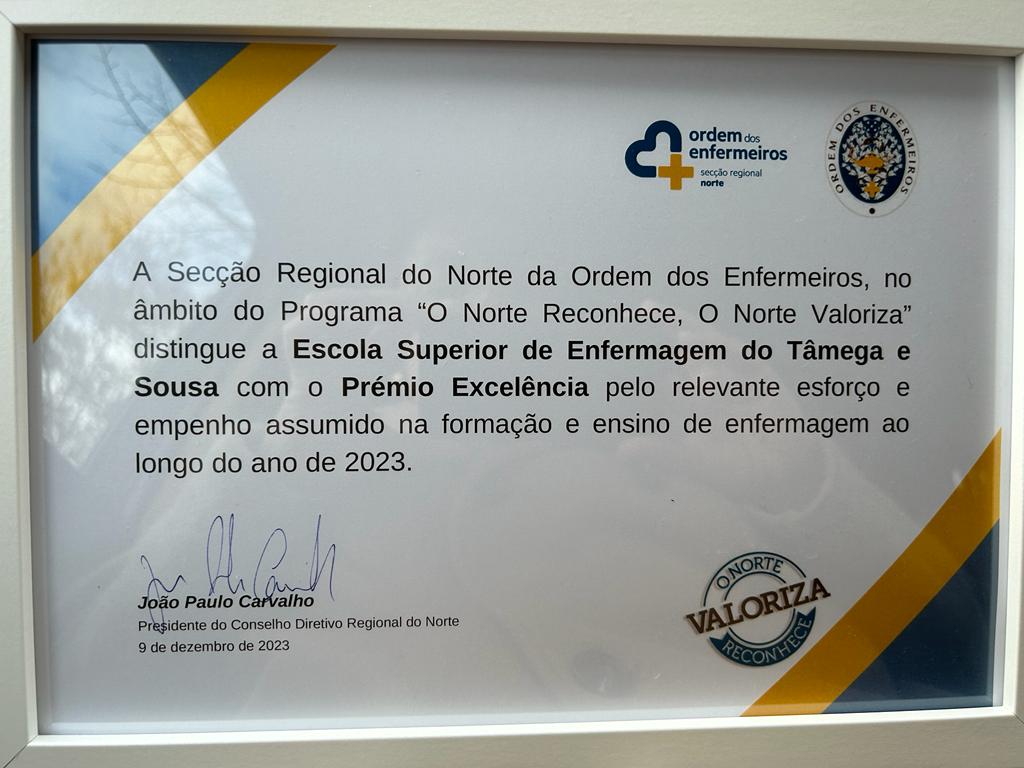 ordem dos
enfermeiros
secção regional
norte
ORDEM DOS ENFERMEIROS
A Secção Regional do Norte da Ordem dos Enfermeiros, no
âmbito do Programa “O Norte Reconhece, O Norte Valoriza”
distingue a Escola Superior de Enfermagem do Tâmega e
Sousa com o Prémio Excelência pelo relevante esforço e
empenho assumido na formação e ensino de enfermagem ao
longo do ano de 2023.
João Paulo Carvalho
Presidente do Conselho Diretivo Regional do Norte
9 de dezembro de 2023
O NORTE
VALORIZA
RECONHECE